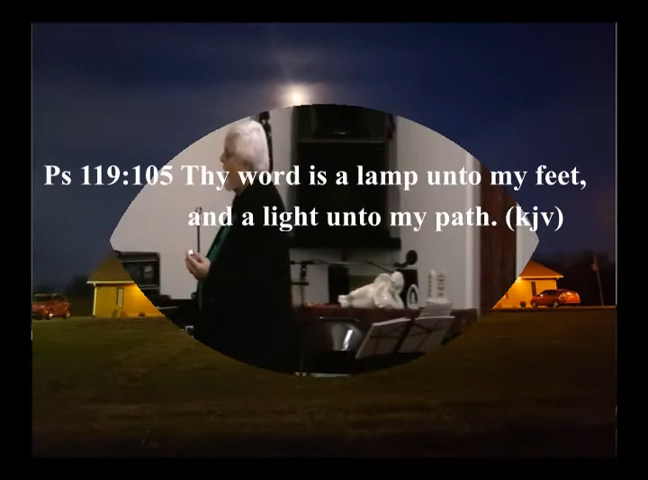 Ps 119:105 Thy word is a lamp unto my feet,
and a light unto my path. (kjv)